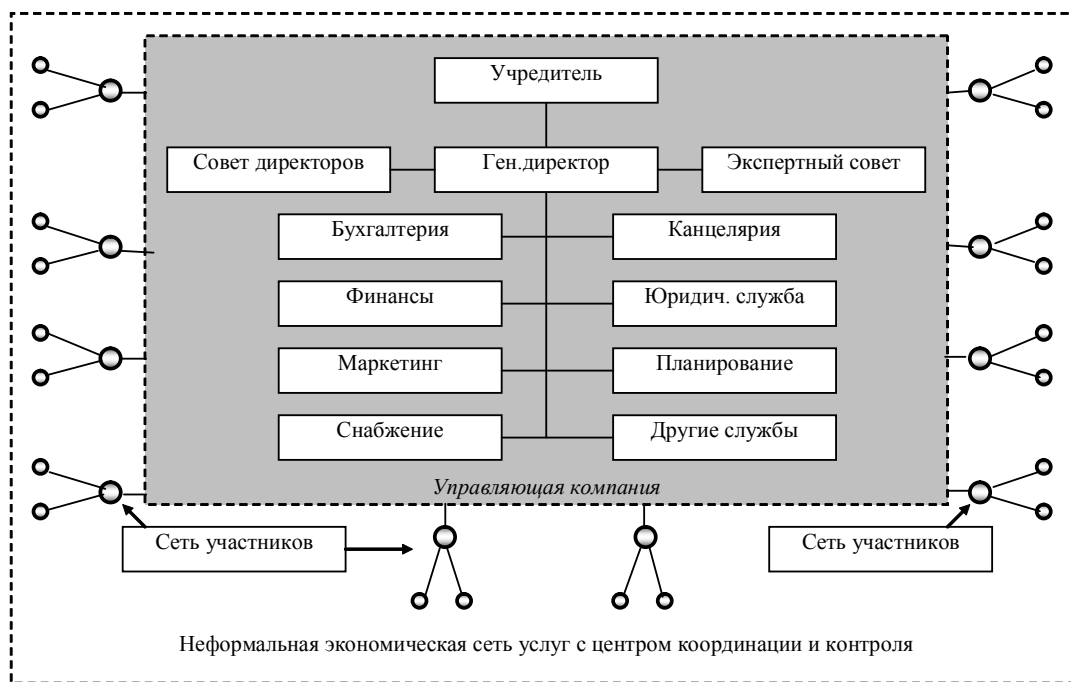 Учредитель
Совет директоров
Ген.директор
Экспертный совет
Бухгалтерия
Канцелярия
Финансы
Юридич. служба
Маркетинг
Планирование
Снабжение
Другие службы
Управляющая компания
Сеть участников
Сеть участников
Неформальная экономическая сеть услуг с центром координации и контроля